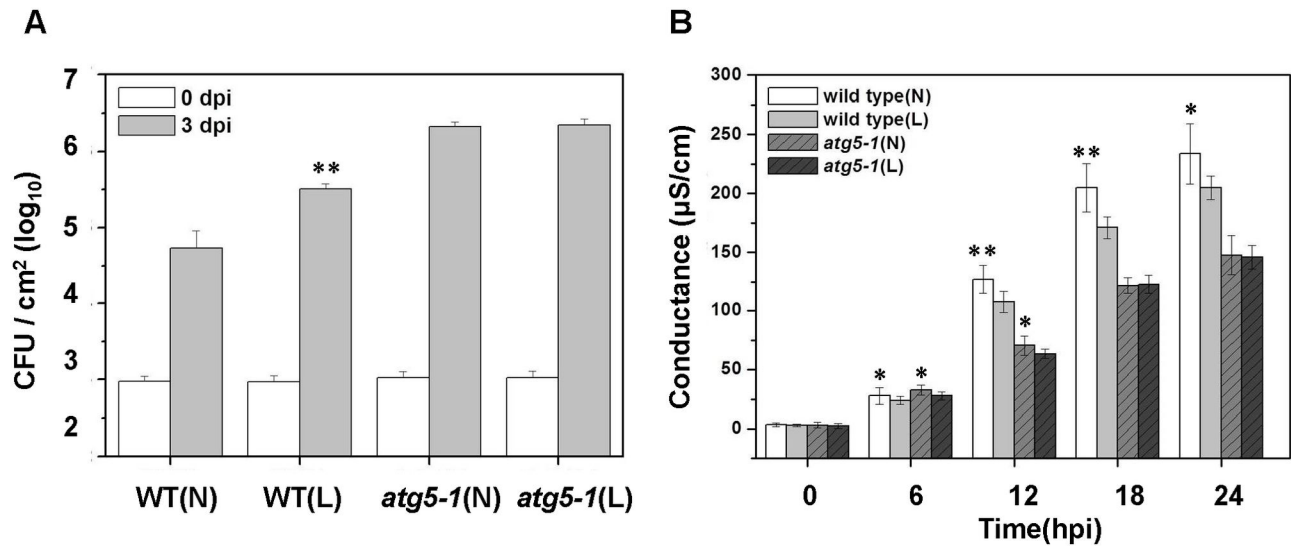 A
CFU / cm² (log₁₀)
7
6
5
4
3
2
0 dpi
3 dpi
**
WT(N)
WT(L)
atg5-1(N)
atg5-1(L)
B
Conductance (µS/cm)
300
250
200
150
100
50
0
wild type(N)
wild type(L)
atg5-1(N)
atg5-1(L)
*
*
**
*
**
*
0
6
12
18
24
Time(hpi)